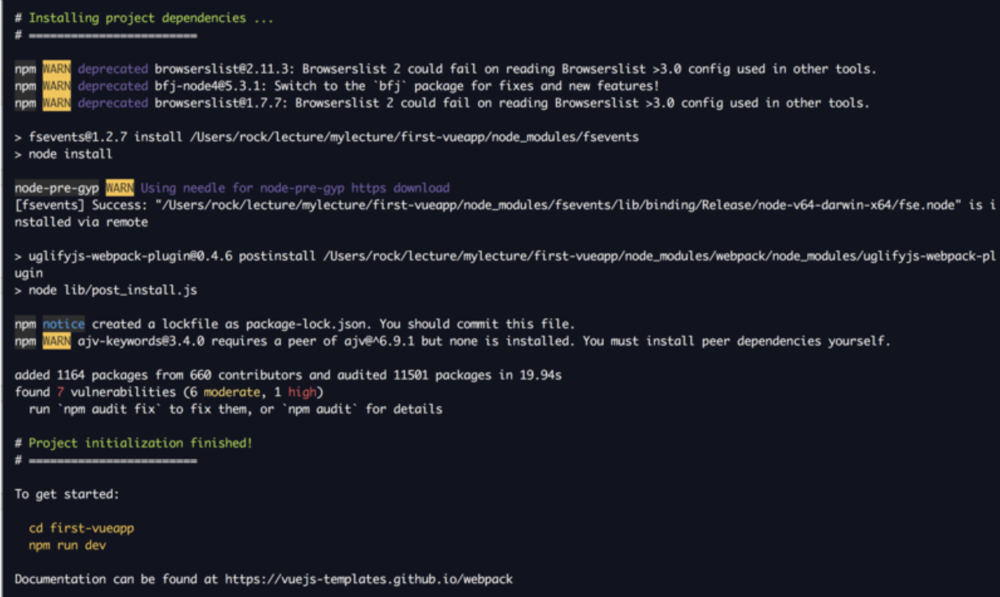 # Installing project dependencies ...
# ========================
npm WARN deprecated browserslist@2.11.3: Browserslist 2 could fail on reading Browserslist >3.0 config used in other tools.
npm WARN deprecated bfj-node4@5.3.1: Switch to the `bfj` package for fixes and new features!
npm WARN deprecated browserslist@1.7.7: Browserslist 2 could fail on reading Browserslist >3.0 config used in other tools.
> fsevents@1.2.7 install /Users/rock/lecture/mylecture/first-vueapp/node_modules/fsevents
> node install
node-pre-gyp WARN Using needle for node-pre-gyp https download
[fsevents] Success: "/Users/rock/lecture/mylecture/first-vueapp/node_modules/fsevents/lib/binding/Release/node-v64-darwin-x64/fse.node" is i
nstalled via remote
> uglifyjs-webpack-plugin@0.4.6 postinstall /Users/rock/lecture/mylecture/first-vueapp/node_modules/webpack/node_modules/uglifyjs-webpack-pl
ugin
> node lib/post_install.js
npm notice created a lockfile as package-lock.json. You should commit this file.
npm WARN ajv-keywords@3.4.0 requires a peer of ajv@^6.9.1 but none is installed. You must install peer dependencies yourself.
added 1164 packages from 660 contributors and audited 11501 packages in 19.94s
found 7 vulnerabilities (6 moderate, 1 high)
run `npm audit fix` to fix them, or `npm audit` for details
# Project initialization finished!
# ========================
To get started:
cd first-vueapp
npm run dev
Documentation can be found at https://vuejs-templates.github.io/webpack